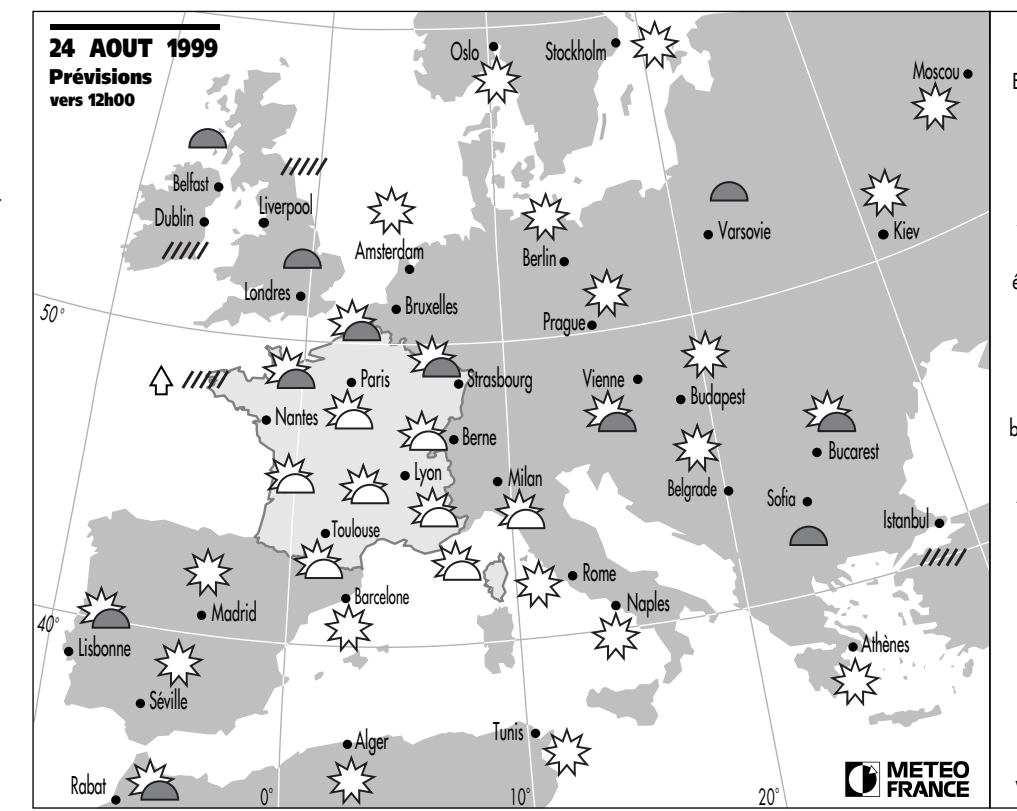 24 AOUT 1999
Prévisions
vers 12h00
Oslo
Stockholm
Moscou
Belfast
Dublin
Liverpool
Amsterdam
Berlin
Varsovie
Kiev
Londres
Bruxelles
Prague
50°
Paris
Strasbourg
Vienne
Budapest
Nantes
Berne
Bucarest
Lyon
Milan
Belgrade
Sofia
Istanbul
Toulouse
Rome
Barcelone
Naples
Madrid
40°
Lisbonne
Athènes
Séville
Tunis
Alger
Rabat
0°
10°
20°
METEO
FRANCE